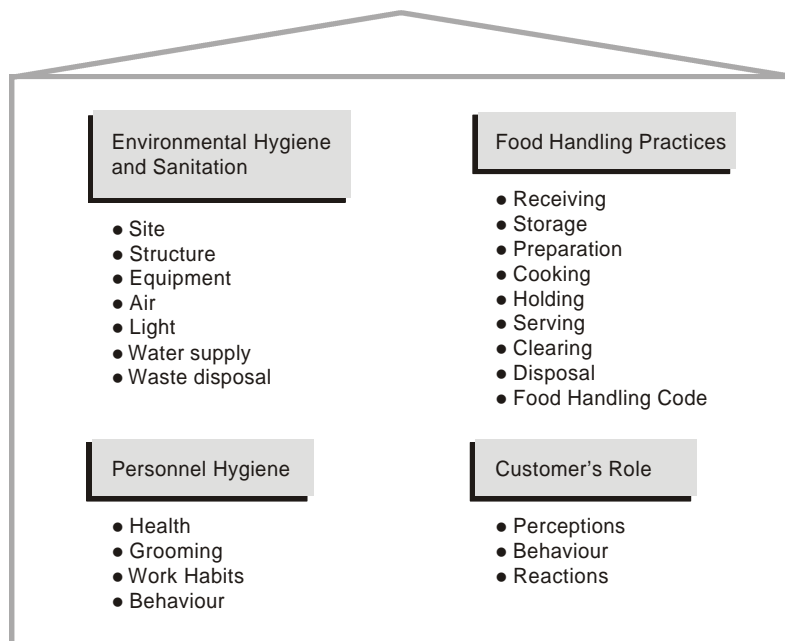 Environmental Hygiene
and Sanitation
● Site
● Structure
● Equipment
● Air
● Light
● Water supply
● Waste disposal
Food Handling Practices
● Receiving
● Storage
● Preparation
● Cooking
● Holding
● Serving
● Clearing
● Disposal
● Food Handling Code
Personnel Hygiene
● Health
● Grooming
● Work Habits
● Behaviour
Customer’s Role
● Perceptions
● Behaviour
● Reactions